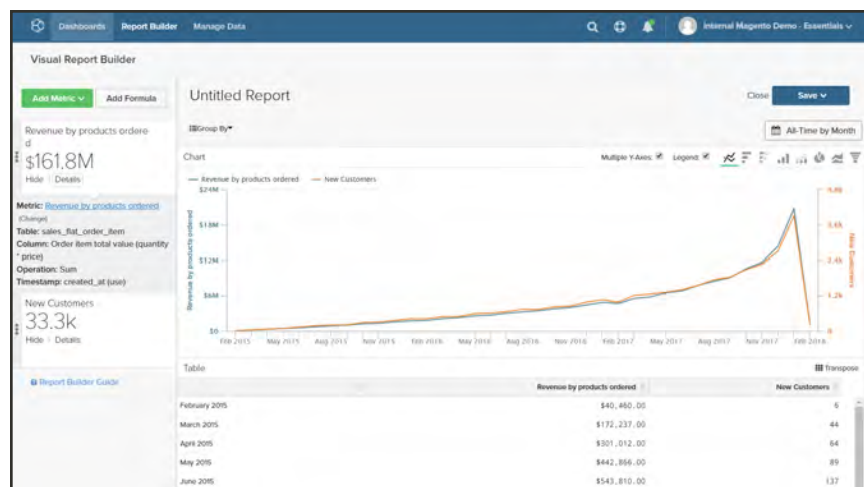 Dashboards Report Builder Manage Data Internal Magento Demo - Essentials
Visual Report Builder
Add Metric Add Formula
Untitled Report
Close Save
Revenue by products ordere
d
$161.8M
Hide Details
Group By
All-Time by Month
Chart
Multiple Y-Axes: Legend:
Revenue by products ordered New Customers
Metric: Revenue by products ordered
(Change)
Table: sales_flat_order_item
Column: Order item total value (quantity
* price)
Operation: Sum
Timestamp: created_at (use)
New Customers
33.3k
Hide Details
Report Builder Guide
Revenue by products ordered
$24M
$18M
$12M
$6M
$0
4.8k
3.6k
2.4k
1.2k
0
New Customers
Feb 2015 May 2015 Aug 2015 Nov 2015 Feb 2016 May 2016 Aug 2016 Nov 2016 Feb 2017 May 2017 Aug 2017 Nov 2017 Feb 2018
Table Transpose
Revenue by products ordered New Customers
February 2015 $40,460.00 6
March 2015 $172,237.00 44
April 2015 $301,012.00 64
May 2015 $442,866.00 89
June 2015 $543,810.00 137